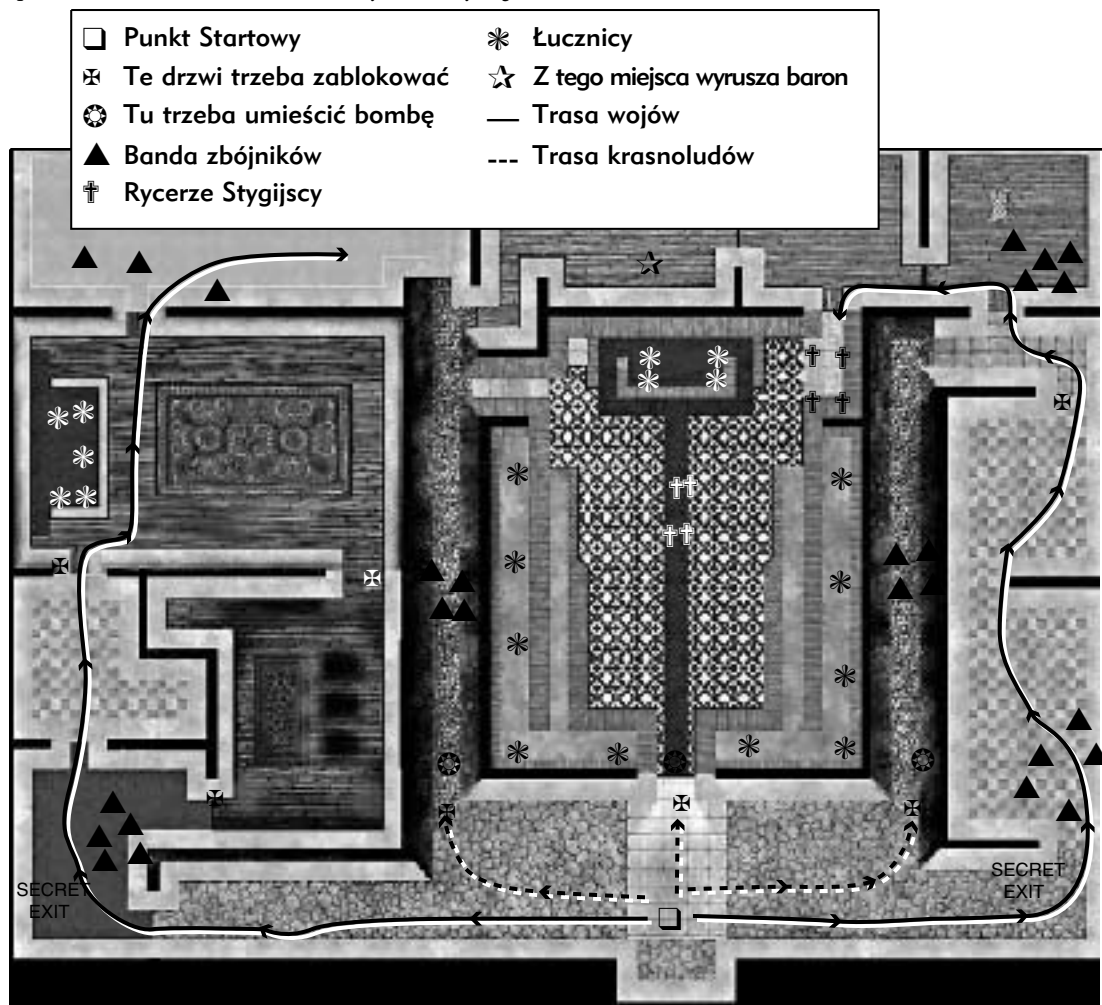 Punkt Startowy
Te drzwi trzeba zablokować
Tu trzeba umieścić bombę
Banda zbójników
Rycerze Stygijscy
Łucznicy
Z tego miejsca wyrusza baron
Trasa wojów
Trasa krasnoludów
SECRET
EXIT
SECRET
EXIT